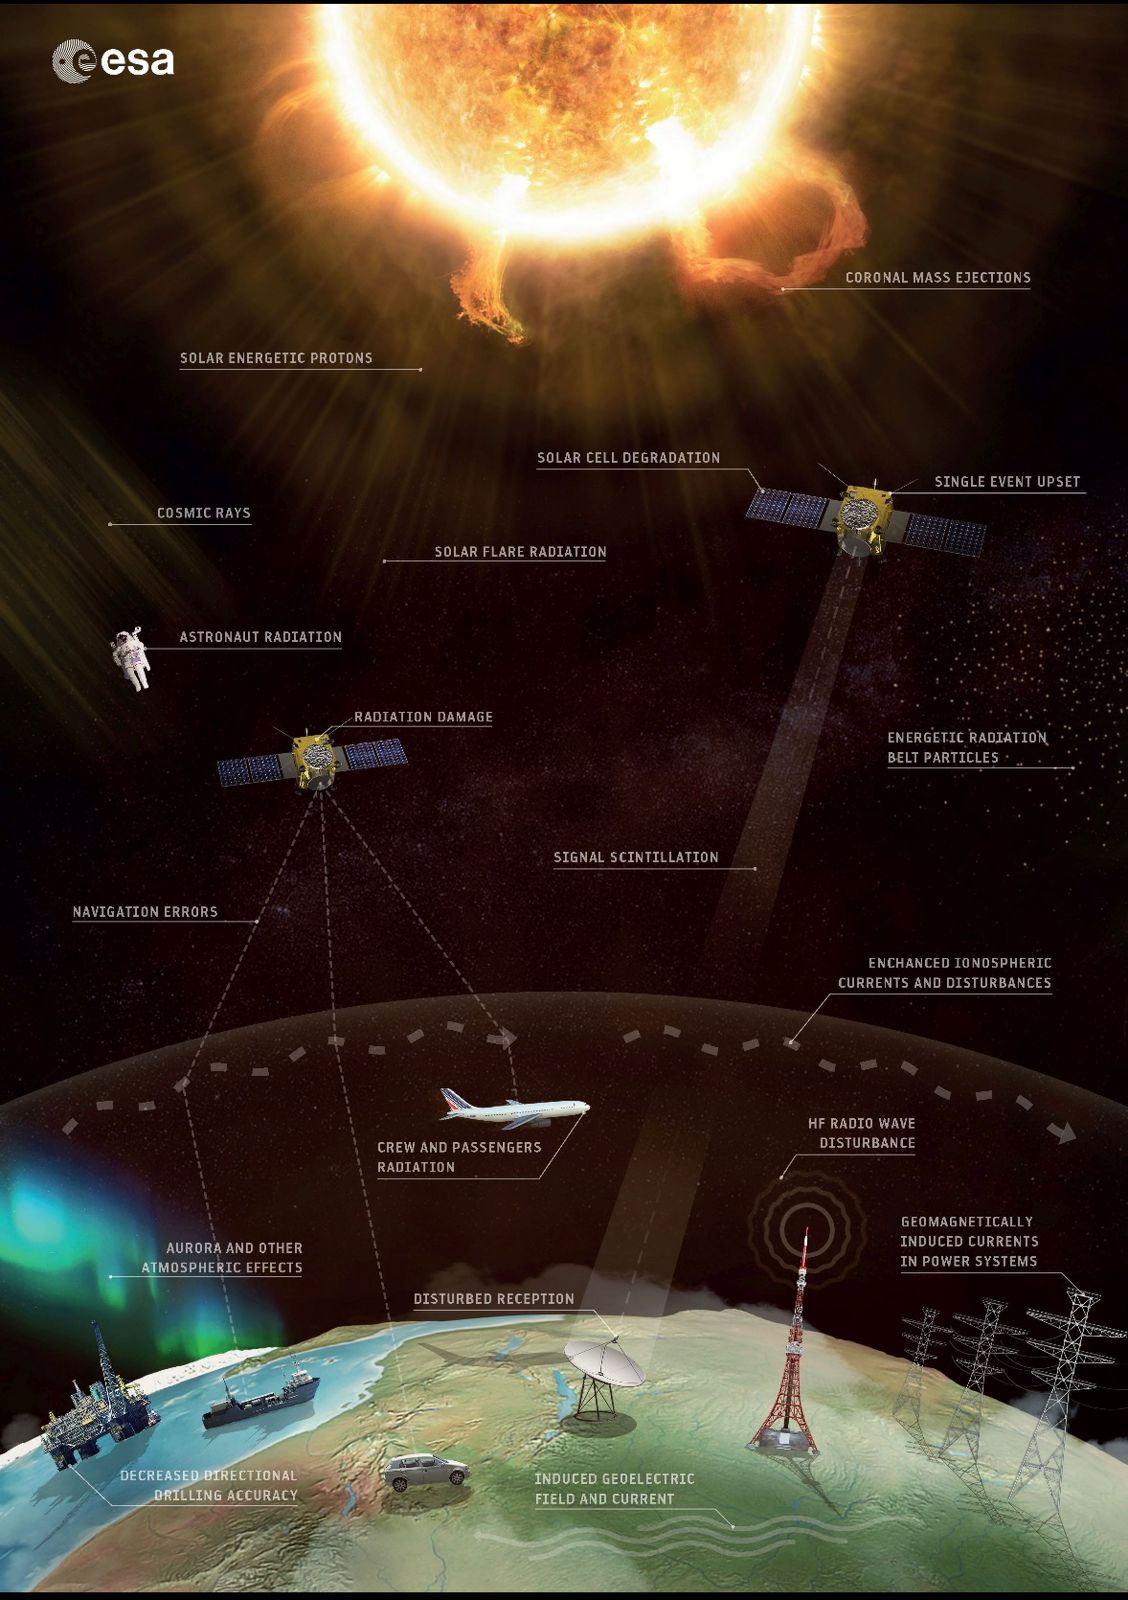 esa
CORONAL MASS EJECTIONS
SOLAR ENERGETIC PROTONS
SOLAR CELL DEGRADATION
SINGLE EVENT UPSET
COSMIC RAYS
SOLAR FLARE RADIATION
ASTRONAUT RADIATION
RADIATION DAMAGE
ENERGETIC RADIATION
BELT PARTICLES
SIGNAL SCINTILLATION
NAVIGATION ERRORS
ENCHANCED IONOSPHERIC
CURRENTS AND DISTURBANCES
HF RADIO WAVE
DISTURBANCE
CREW AND PASSENGERS
RADIATION
GEOMAGNETICALLY
INDUCED CURRENTS
IN POWER SYSTEMS
AURORA AND OTHER
ATMOSPHERIC EFFECTS
DISTURBED RECEPTION
DECREASED DIRECTIONAL
DRILLING ACCURACY
INDUCED GEOELECTRIC
FIELD AND CURRENT